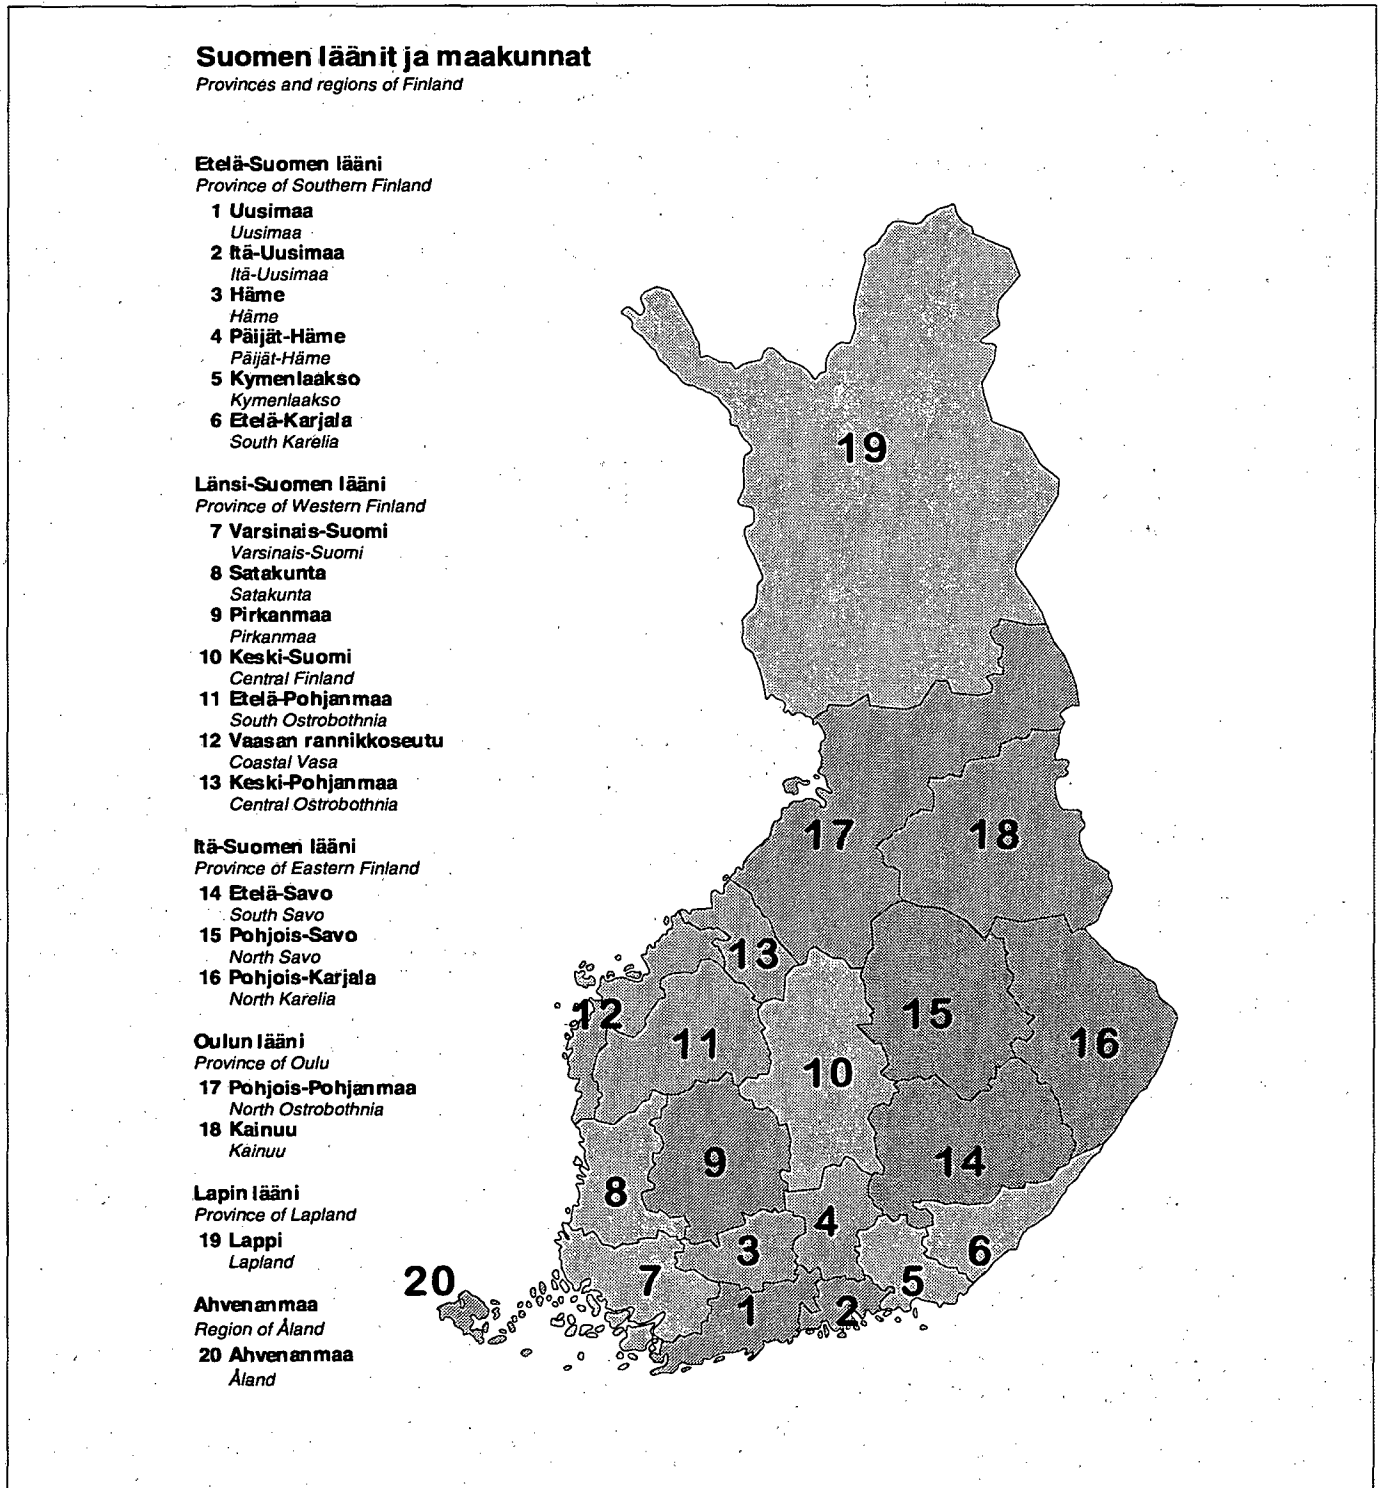 Suomen läänit ja maakunnat
Provinces and regions of Finland
Etelä-Suomen lääni
Province of Southern Finland
1 Uusimaa
Uusimaa
2 Itä-Uusimaa
Itä-Uusimaa
3 Häme
Häme
4 Päijät-Häme
Päijät-Häme
5 Kymenlaakso
Kymenlaakso
6 Etelä-Karjala
South Karelia
Länsi-Suomen lääni
Province of Western Finland
7 Varsinais-Suomi
Varsinais-Suomi
8 Satakunta
Satakunta
9 Pirkanmaa
Pirkanmaa
10 Keski-Suomi
Central Finland
11 Etelä-Pohjanmaa
South Ostrobothnia
12 Vaasan rannikkoseutu
Coastal Vasa
13 Keski-Pohjanmaa
Central Ostrobothnia
Itä-Suomen lääni
Province of Eastern Finland
14 Etelä-Savo
South Savo
15 Pohjois-Savo
North Savo
16 Pohjois-Karjala
North Karelia
Oulun lääni
Province of Oulu
17 Pohjois-Pohjanmaa
North Ostrobothnia
18 Kainuu
Kainuu
Lapin lääni
Province of Lapland
19 Lappi
Lapland
Ahvenanmaa
Region of Åland
20 Ahvenanmaa
Åland
19
17
18
13
12
11
15
16
10
9
14
8
4
3
6
20
7
5
1
2